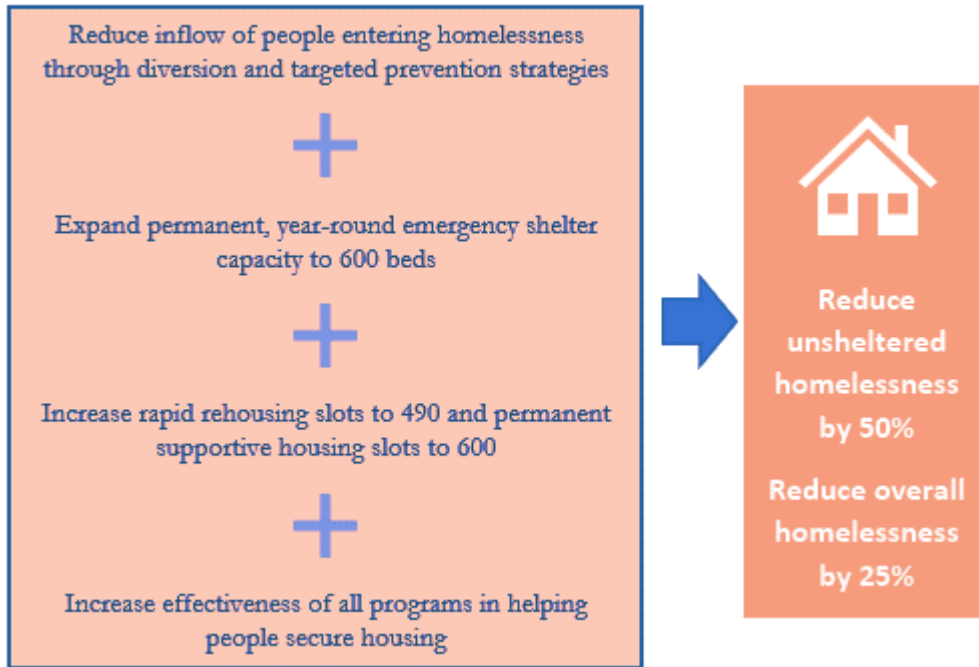 Reduce inflow of people entering homelessness
through diversion and targeted prevention strategies
+
Expand permanent, year-round emergency shelter
capacity to 600 beds
+
Increase rapid rehousing slots to 490 and permanent
supportive housing slots to 600
+
Increase effectiveness of all programs in helping
people secure housing
Reduce
unsheltered
homelessness
by 50%
Reduce overall
homelessness
by 25%